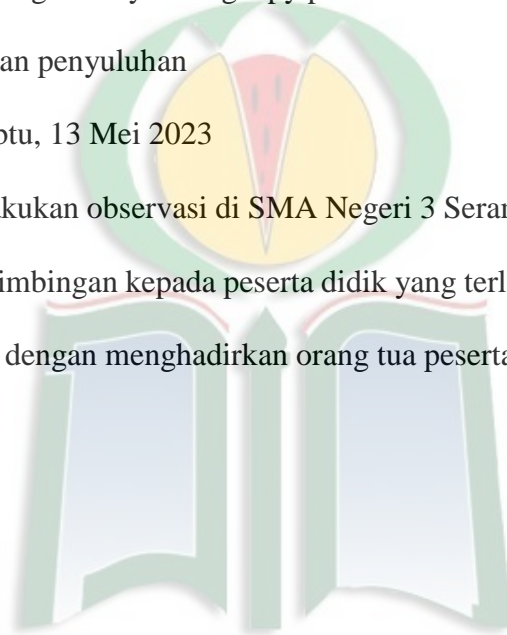 an penyuluhan
tu, 13 Mei 2023
kukan observasi di SMA Negeri 3 Seran
imbingan kepada peserta didik yang terl
dengan menghadirkan orang tua peserta